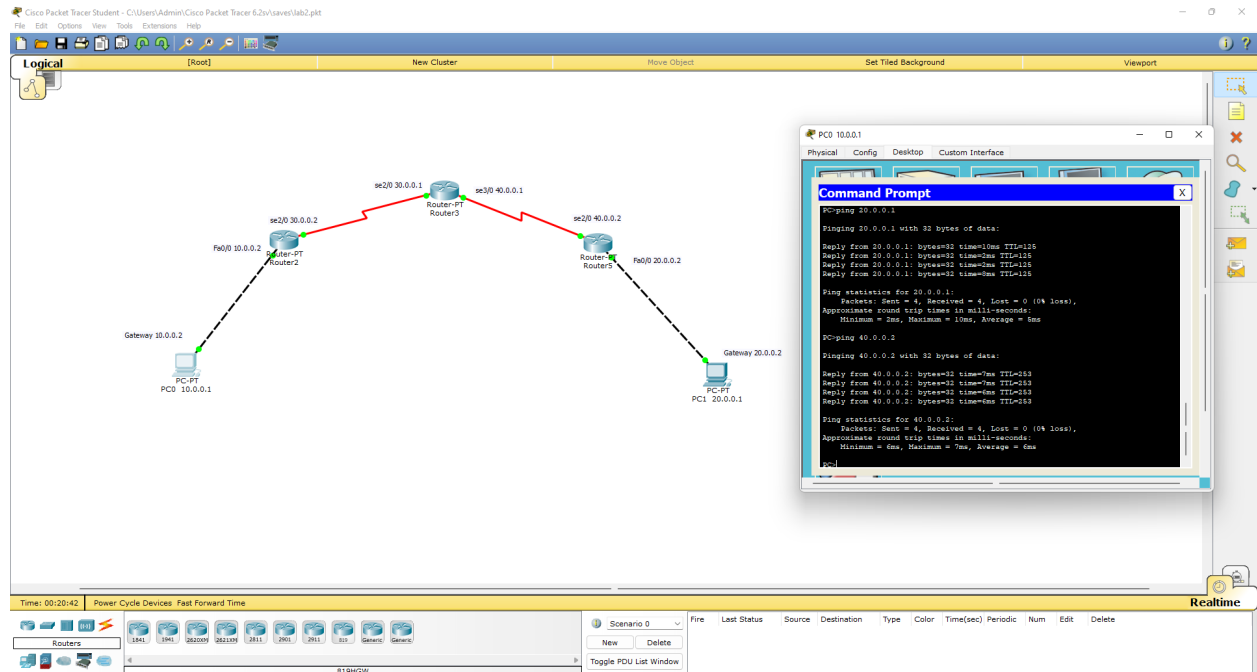 Cisco Packet Tracer Student - C:\Users\Admin\Cisco Packet Tracer 6.2sv\saves\lab2.pkt
File Edit Options View Tools Extensions Help
Logical [Root] New Cluster Move Object Set Tiled Background Viewport
PC0 10.0.0.1
Physical Config Desktop Custom Interface
Command Prompt X
PC>ping 20.0.0.1
Pinging 20.0.0.1 with 32 bytes of data:
Reply from 20.0.0.1: bytes=32 time=10ms TTL=125
Reply from 20.0.0.1: bytes=32 time=2ms TTL=125
Reply from 20.0.0.1: bytes=32 time=2ms TTL=125
Reply from 20.0.0.1: bytes=32 time=8ms TTL=125
Ping statistics for 20.0.0.1:
Packets: Sent = 4, Received = 4, Lost = 0 (0% loss),
Approximate round trip times in milli-seconds:
Minimum = 2ms, Maximum = 10ms, Average = 5ms
PC>ping 40.0.0.2
Pinging 40.0.0.2 with 32 bytes of data:
Reply from 40.0.0.2: bytes=32 time=7ms TTL=253
Reply from 40.0.0.2: bytes=32 time=7ms TTL=253
Reply from 40.0.0.2: bytes=32 time=6ms TTL=253
Reply from 40.0.0.2: bytes=32 time=6ms TTL=253
Ping statistics for 40.0.0.2:
Packets: Sent = 4, Received = 4, Lost = 0 (0% loss),
Approximate round trip times in milli-seconds:
Minimum = 6ms, Maximum = 7ms, Average = 6ms
PC>
se2/0 30.0.0.1
se3/0 40.0.0.1
Router-PT
Router3
se2/0 30.0.0.2
se2/0 40.0.0.2
Fa0/0 10.0.0.2
Router-PT
Router2
Router-PT
Router5
Fa0/0 20.0.0.2
Gateway 10.0.0.2
Gateway 20.0.0.2
PC-PT
PC0 10.0.0.1
PC-PT
PC1 20.0.0.1
Time: 00:20:42 Power Cycle Devices Fast Forward Time
Realtime
Routers
1841 1941 2620XM 2621XM 2811 2901 2911 819 Generic Generic
819HGW
Scenario 0
New Delete
Toggle PDU List Window
Fire Last Status Source Destination Type Color Time(sec) Periodic Num Edit Delete